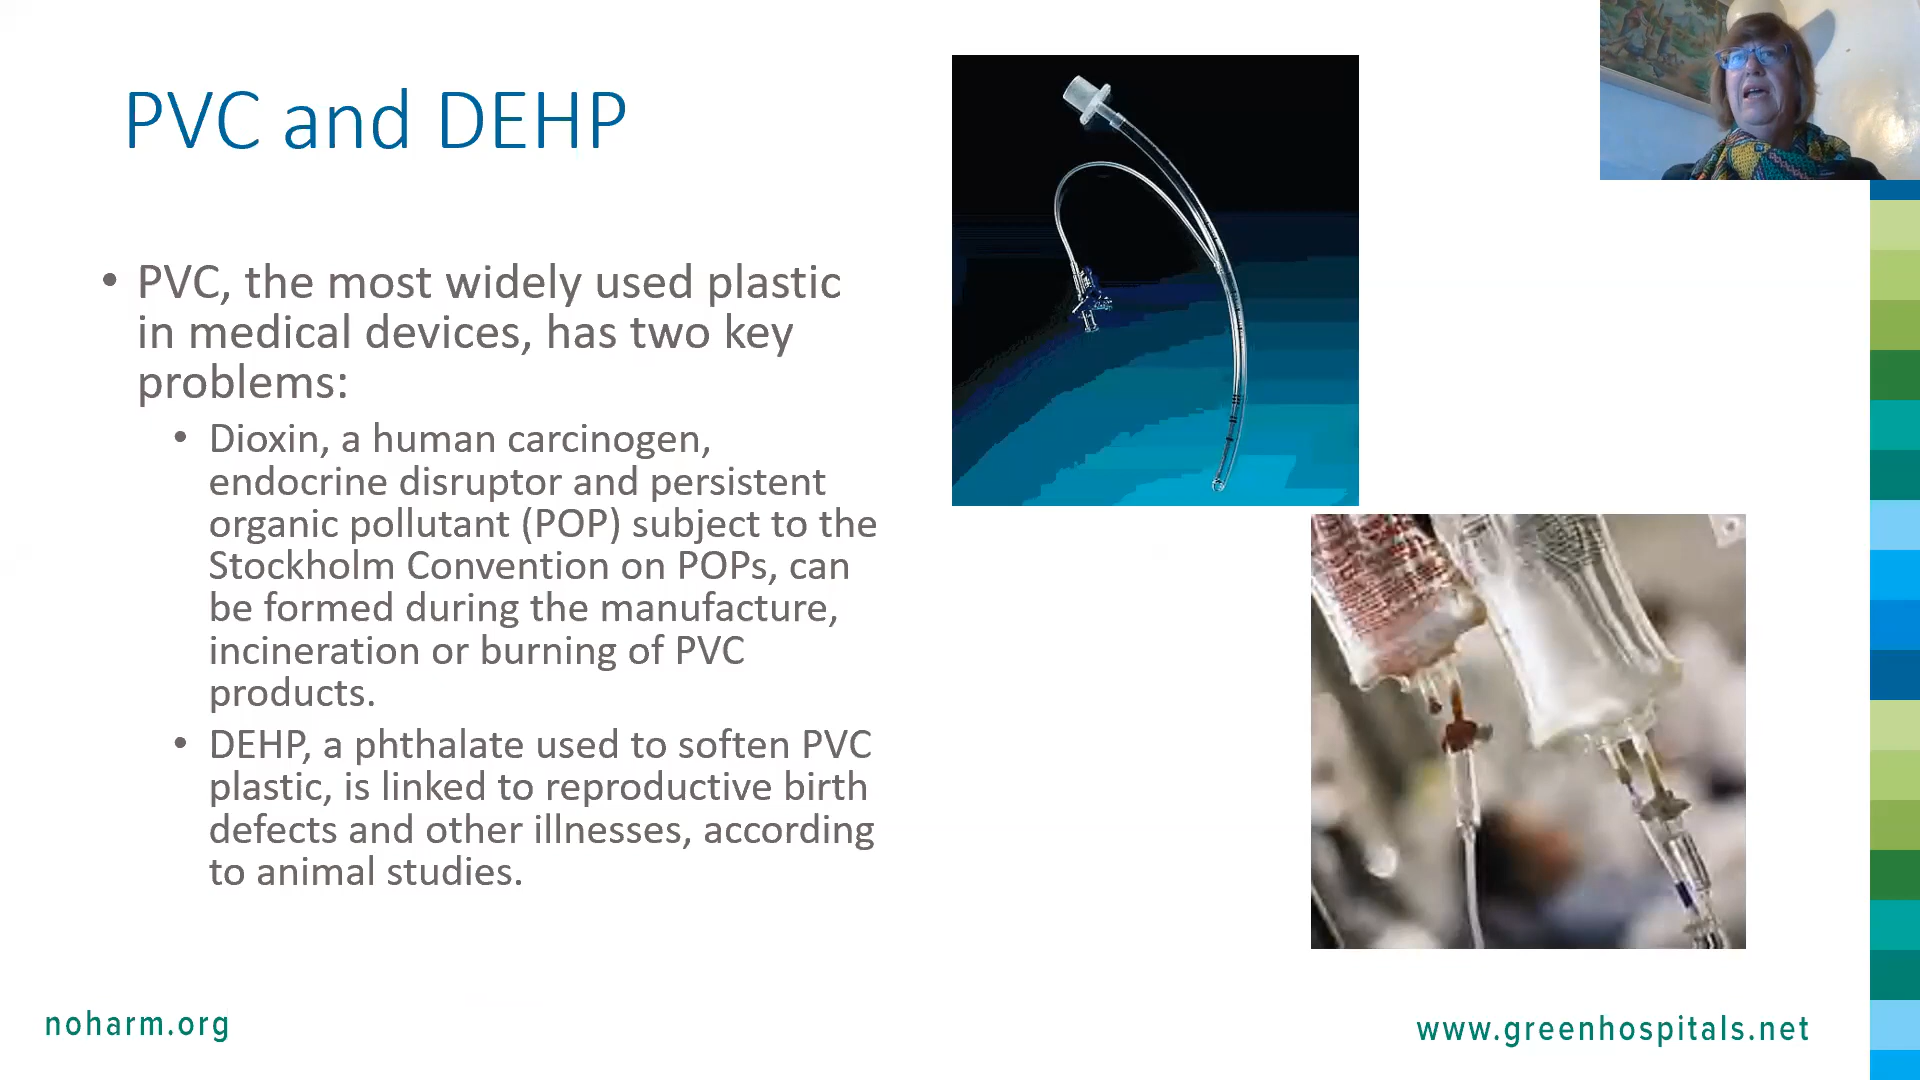 PVC and DEHP
• PVC, the most widely used plastic
in medical devices, has two key
problems:
• Dioxin, a human carcinogen,
endocrine disruptor and persistent
organic pollutant (POP) subject to the
Stockholm Convention on POPs, can
be formed during the manufacture,
incineration or burning of PVC
products.
• DEHP, a phthalate used to soften PVC
plastic, is linked to reproductive birth
defects and other illnesses, according
to animal studies.
noharm.org
www.greenhospitals.net